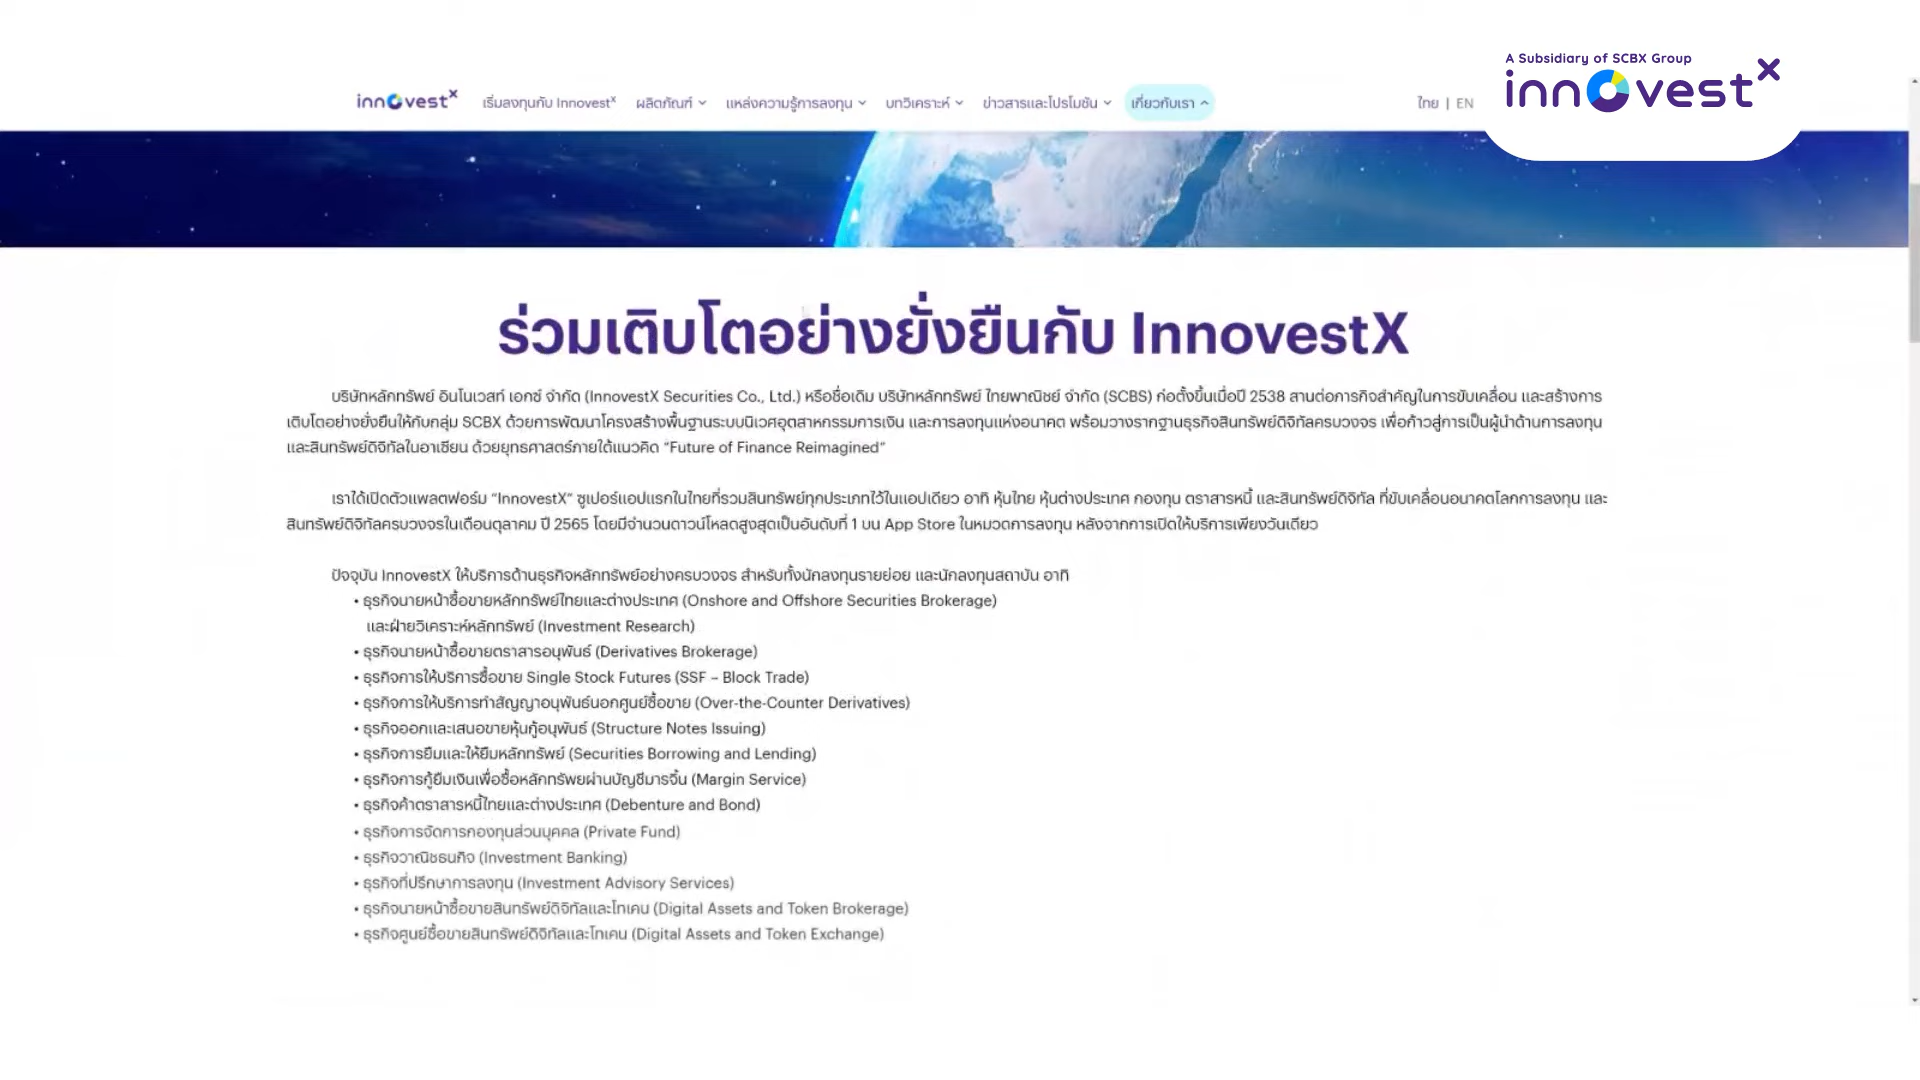 A Subsidiary of SCBX Group
innovestX
innovestX เริ่มลงทุนกับ InnovestX ผลิตภัณฑ์ แหล่งความรู้การลงทุน บทวิเคราะห์ ข่าวสารและโปรโมชัน เกี่ยวกับเรา ไทย | EN
ร่วมเติบโตอย่างยั่งยืนกับ InnovestX
บริษัทหลักทรัพย์ อินโนเวสท์ เอกซ์ จำกัด (InnovestX Securities Co., Ltd.) หรือชื่อเดิม บริษัทหลักทรัพย์ ไทยพาณิชย์ จำกัด (SCBS) ก่อตั้งขึ้นเมื่อปี 2538 สานต่อภารกิจสำคัญในการขับเคลื่อน และสร้างการ
เติบโตอย่างยั่งยืนให้กับกลุ่ม SCBX ด้วยการพัฒนาโครงสร้างพื้นฐานระบบนิเวศอุตสาหกรรมการเงิน และการลงทุนแห่งอนาคต พร้อมวางรากฐานธุรกิจสินทรัพย์ดิจิทัลครบวงจร เพื่อก้าวสู่การเป็นผู้นำด้านการลงทุน
และสินทรัพย์ดิจิทัลในอาเซียน ด้วยยุทธศาสตร์ภายใต้แนวคิด “Future of Finance Reimagined”
เราได้เปิดตัวแพลตฟอร์ม “InnovestX” ซูเปอร์แอปแรกในไทยที่รวมสินทรัพย์ทุกประเภทไว้ในแอปเดียว อาทิ หุ้นไทย หุ้นต่างประเทศ กองทุน ตราสารหนี้ และสินทรัพย์ดิจิทัล ที่ขับเคลื่อนอนาคตโลกการลงทุน และ
สินทรัพย์ดิจิทัลครบวงจรในเดือนตุลาคม ปี 2565 โดยมีจำนวนดาวน์โหลดสูงสุดเป็นอันดับที่ 1 บน App Store ในหมวดการลงทุน หลังจากการเปิดให้บริการเพียงวันเดียว
ปัจจุบัน InnovestX ให้บริการด้านธุรกิจหลักทรัพย์อย่างครบวงจร สำหรับทั้งนักลงทุนรายย่อย และนักลงทุนสถาบัน อาทิ
• ธุรกิจนายหน้าซื้อขายหลักทรัพย์ไทยและต่างประเทศ (Onshore and Offshore Securities Brokerage)
และฝ่ายวิเคราะห์หลักทรัพย์ (Investment Research)
• ธุรกิจนายหน้าซื้อขายตราสารอนุพันธ์ (Derivatives Brokerage)
• ธุรกิจการให้บริการซื้อขาย Single Stock Futures (SSF – Block Trade)
• ธุรกิจการให้บริการทำสัญญาอนุพันธ์นอกศูนย์ซื้อขาย (Over-the-Counter Derivatives)
• ธุรกิจออกและเสนอขายหุ้นกู้อนุพันธ์ (Structure Notes Issuing)
• ธุรกิจการยืมและให้ยืมหลักทรัพย์ (Securities Borrowing and Lending)
• ธุรกิจการกู้ยืมเงินเพื่อซื้อหลักทรัพยผ่านบัญชีมาร์จิ้น (Margin Service)
• ธุรกิจค้าตราสารหนี้ไทยและต่างประเทศ (Debenture and Bond)
• ธุรกิจการจัดการกองทุนส่วนบุคคล (Private Fund)
• ธุรกิจวาณิชธนกิจ (Investment Banking)
• ธุรกิจที่ปรึกษาการลงทุน (Investment Advisory Services)
• ธุรกิจนายหน้าซื้อขายสินทรัพย์ดิจิทัลและโทเคน (Digital Assets and Token Brokerage)
• ธุรกิจศูนย์ซื้อขายสินทรัพย์ดิจิทัลและโทเคน (Digital Assets and Token Exchange)